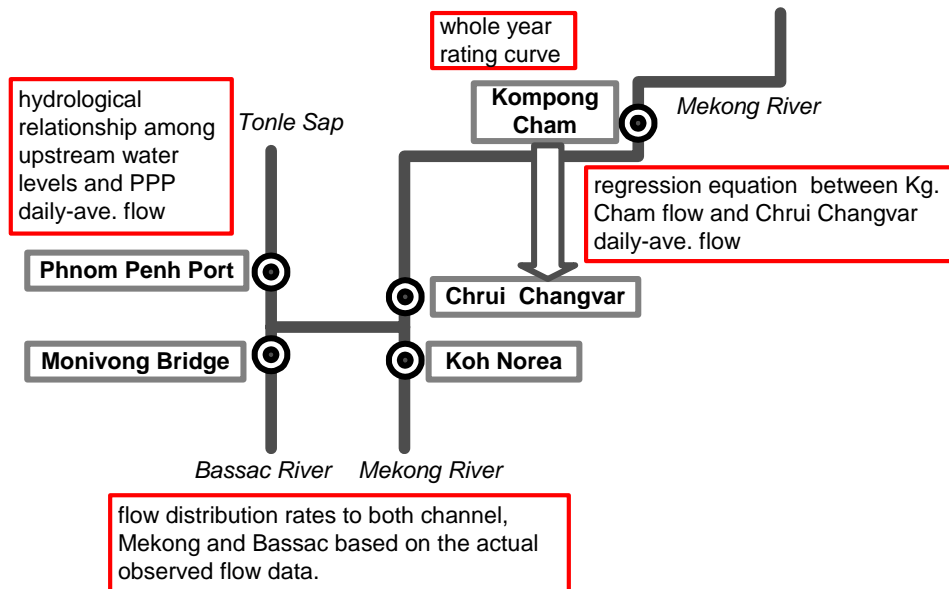 whole year
rating curve
hydrological
relationship among
upstream water
levels and PPP
daily-ave. flow
Tonle Sap
Kompong
Cham
Mekong River
regression equation  between Kg.
Cham flow and Chrui Changvar
daily-ave. flow
Phnom Penh Port
Chrui  Changvar
Monivong Bridge
Koh Norea
Bassac River
Mekong River
flow distribution rates to both channel,
Mekong and Bassac based on the actual
observed flow data.